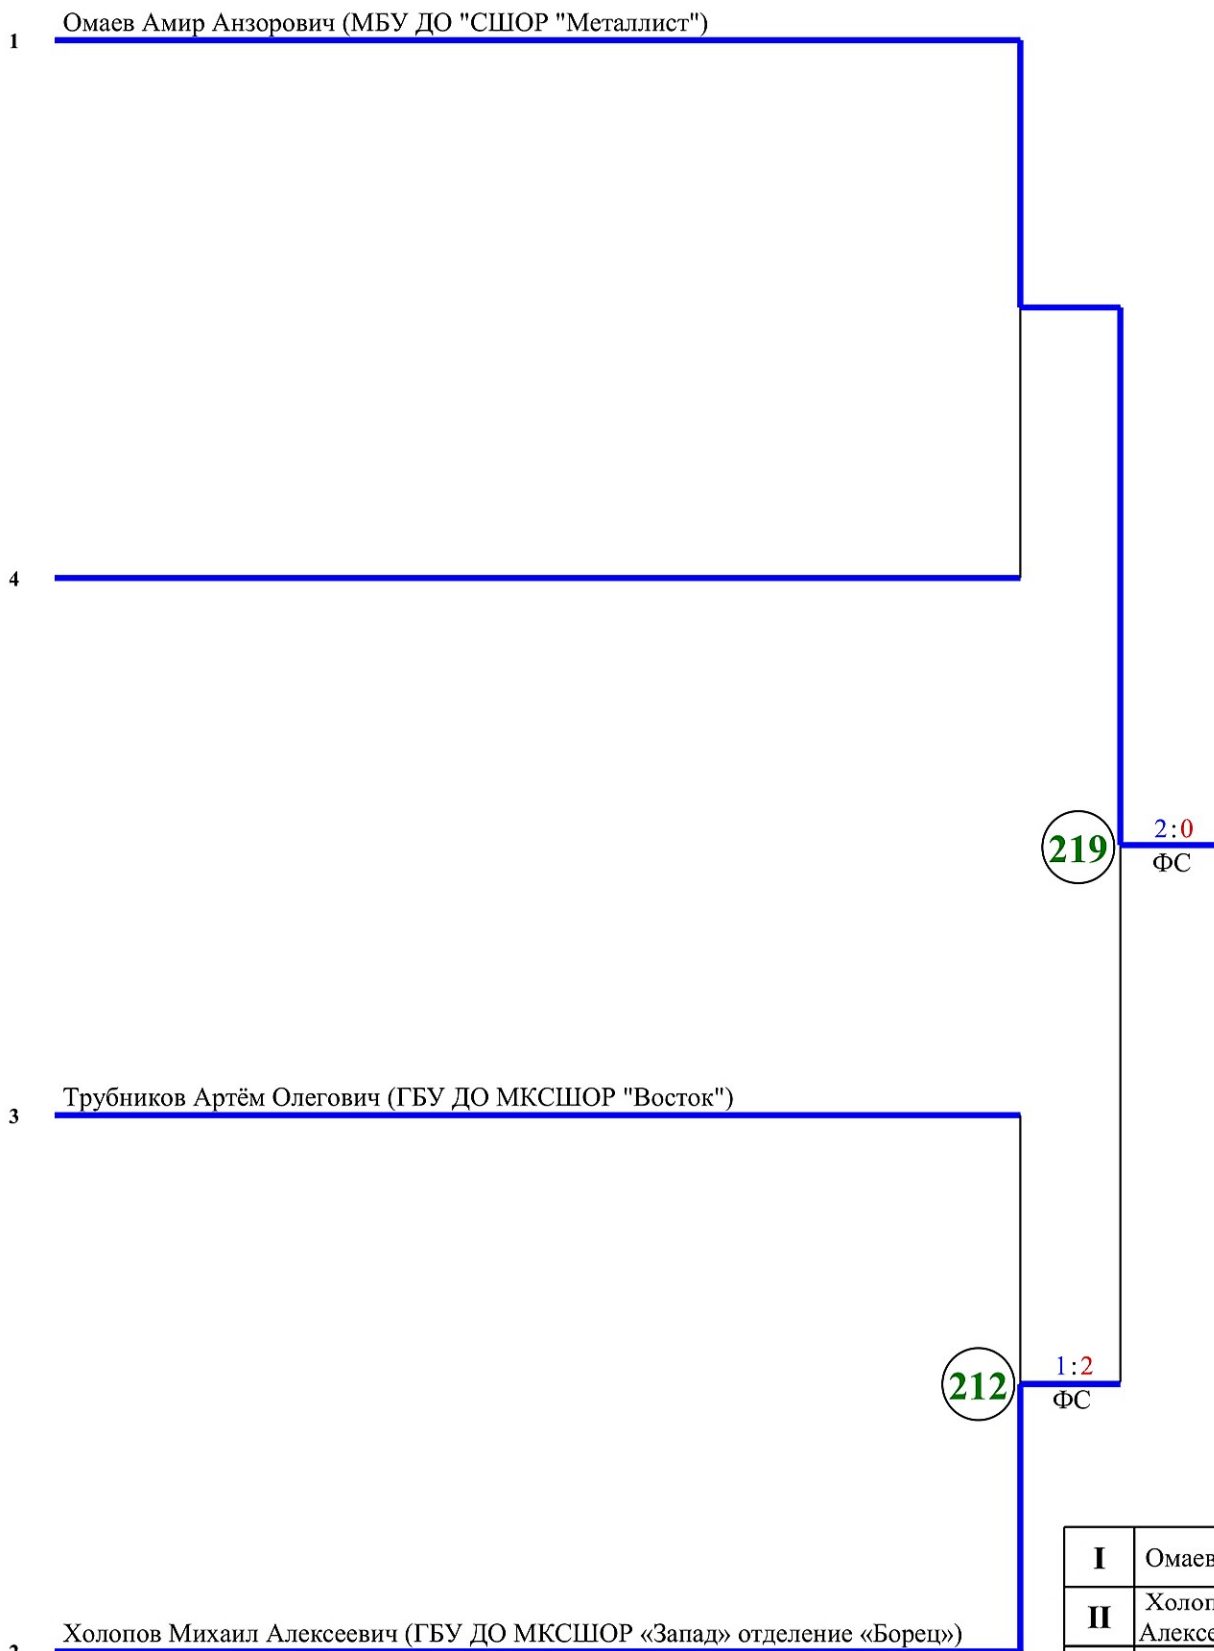 Омаев Амир Анзорович (МБУ ДО "СШОР "Металлист")
1
4
219
2:0
ФС
Трубников Артём Олегович (ГБУ ДО МКСШОР "Восток")
3
212
1:2
ФС
I Омаев
II
Холоп
Алексе
Холопов Михаил Алексеевич (ГБУ ДО МКСШОР «Запад» отделение «Борец»)